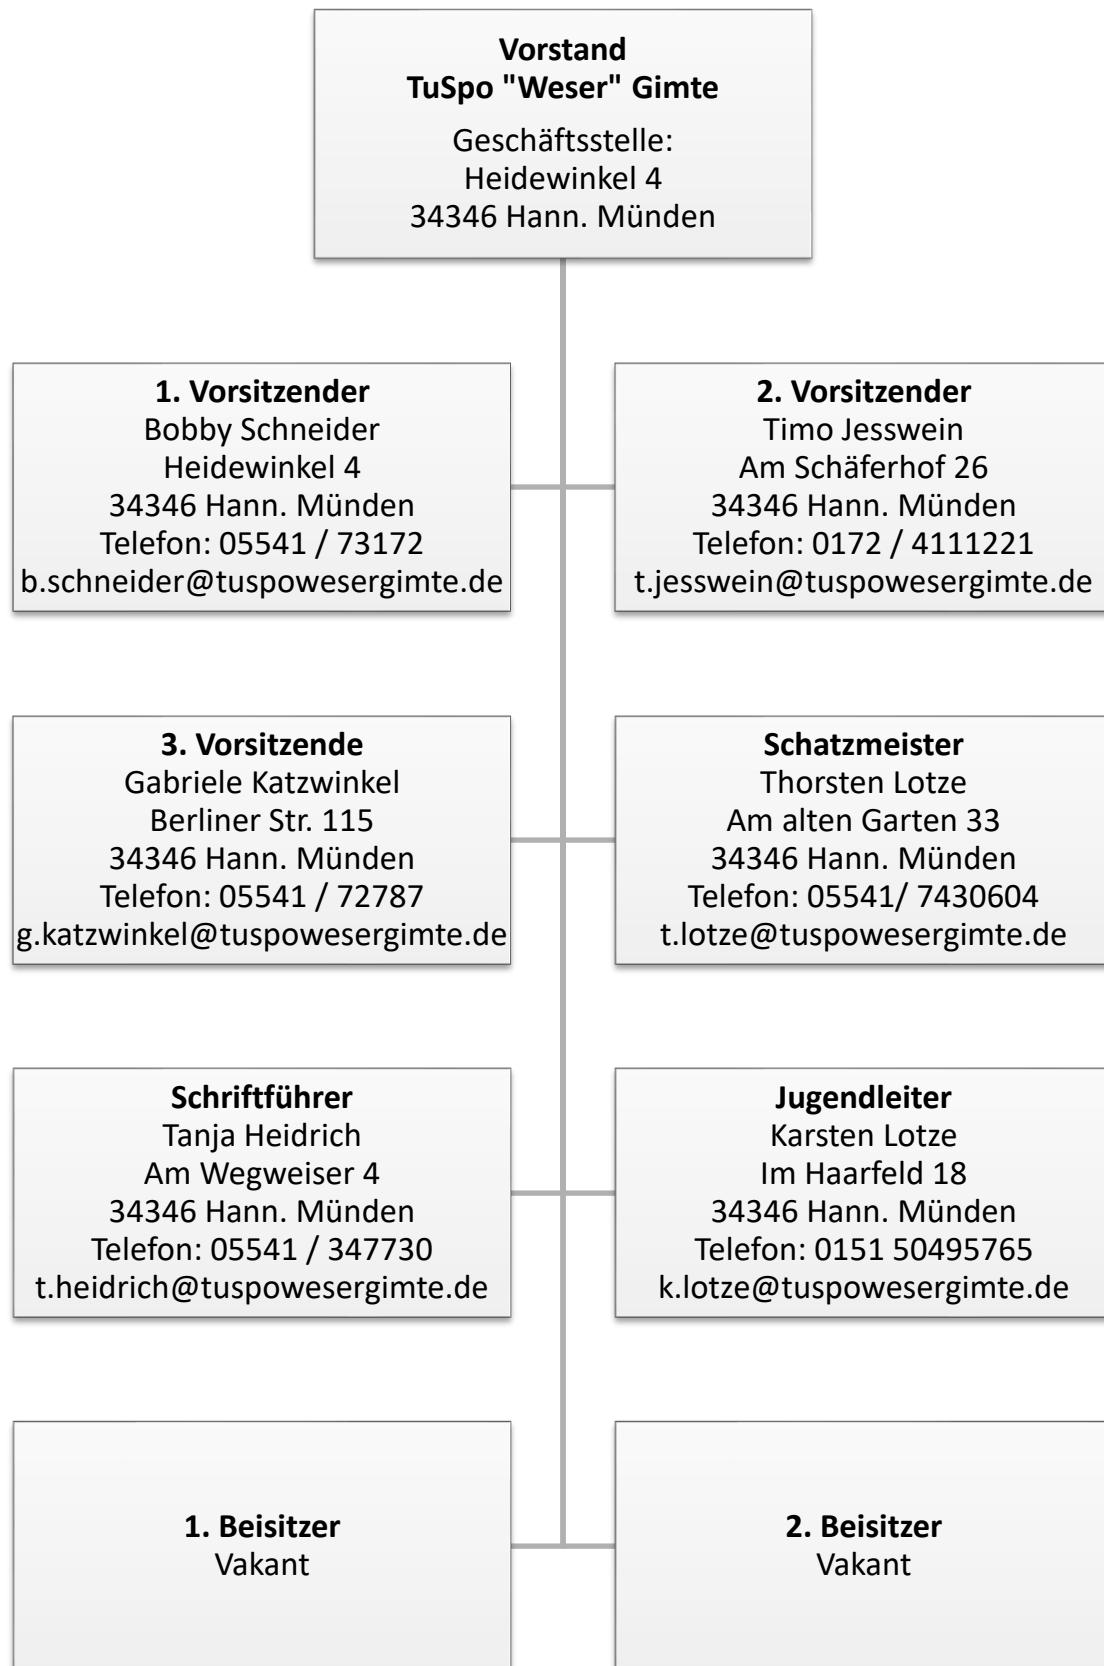 Vorstand
TuSpo "Weser" Gimte
Geschäftsstelle:
Heidewinkel 4
34346 Hann. Münden
1. Vorsitzender
Bobby Schneider
Heidewinkel 4
34346 Hann. Münden
Telefon: 05541 / 73172
b.schneider@tuspowesergimte.de
2. Vorsitzender
Timo Jesswein
Am Schäferhof 26
34346 Hann. Münden
Telefon: 0172 / 4111221
t.jesswein@tuspowesergimte.de
3. Vorsitzende
Gabriele Katzwinkel
Berliner Str. 115
34346 Hann. Münden
Telefon: 05541 / 72787
g.katzwinkel@tuspowesergimte.de
Schatzmeister
Thorsten Lotze
Am alten Garten 33
34346 Hann. Münden
Telefon: 05541/ 7430604
t.lotze@tuspowesergimte.de
Schriftführer
Tanja Heidrich
Am Wegweiser 4
34346 Hann. Münden
Telefon: 05541 / 347730
t.heidrich@tuspowesergimte.de
Jugendleiter
Karsten Lotze
Im Haarfeld 18
34346 Hann. Münden
Telefon: 0151 50495765
k.lotze@tuspowesergimte.de
1. Beisitzer
Vakant
2. Beisitzer
Vakant